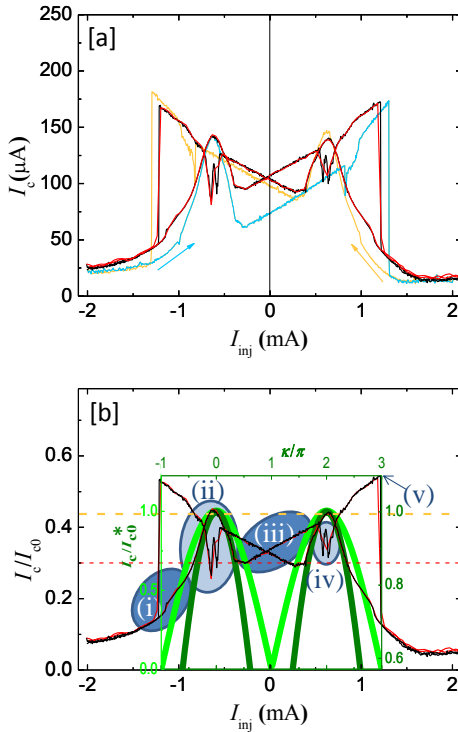 [a]
250
200
150
100
50
0
I_c (μA)
-2
-1
0
1
2
I_inj (mA)
[b]
0.8
0.6
0.4
0.2
0.0
I_c/I_c0
κ/π
-1
0
1
2
3
(ii)
(v)
1.0
1.0
I_c/I_c0*
(iii)
0.8
(i)
(iv)
0.0
0.6
-2
-1
0
1
2
I_inj (mA)